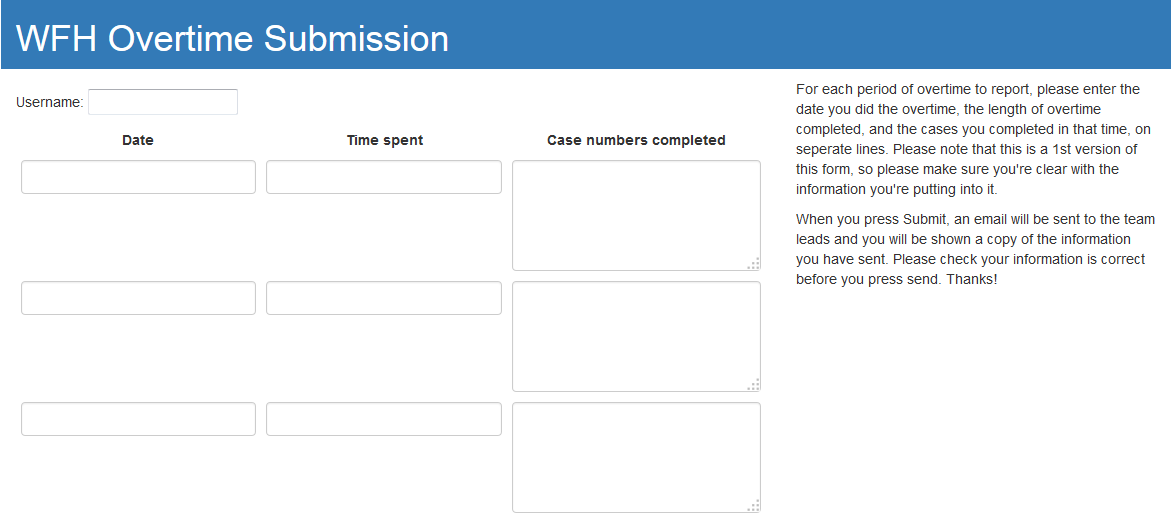 WFH Overtime Submission
Username:
Date Time spent Case numbers completed
For each period of overtime to report, please enter the
date you did the overtime, the length of overtime
completed, and the cases you completed in that time, on
seperate lines. Please note that this is a 1st version of
this form, so please make sure you're clear with the
information you're putting into it.
When you press Submit, an email will be sent to the team
leads and you will be shown a copy of the information
you have sent. Please check your information is correct
before you press send. Thanks!